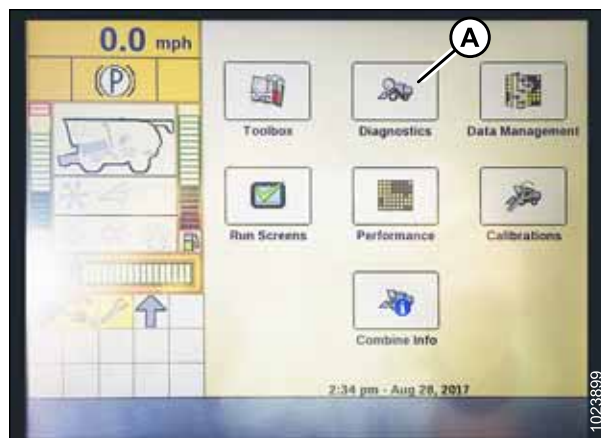 0.0 mph
(P)
A
Toolbox
Diagnostics
Data Management
Run Screens
Performance
Calibrations
Combine Info
2:34 pm - Aug 28, 2017
1023899